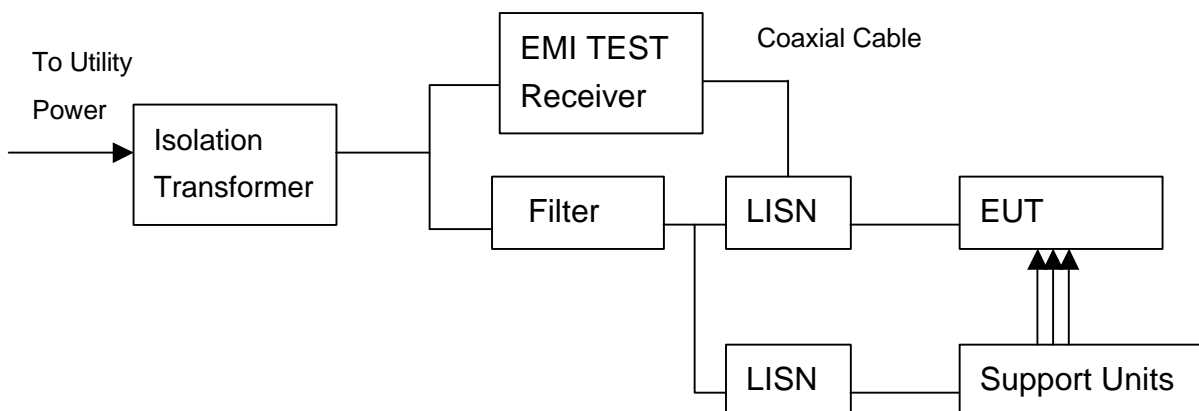 To Utility
Power
Isolation
Transformer
EMI TEST
Receiver
Coaxial Cable
Filter
LISN
EUT
LISN
Support Units